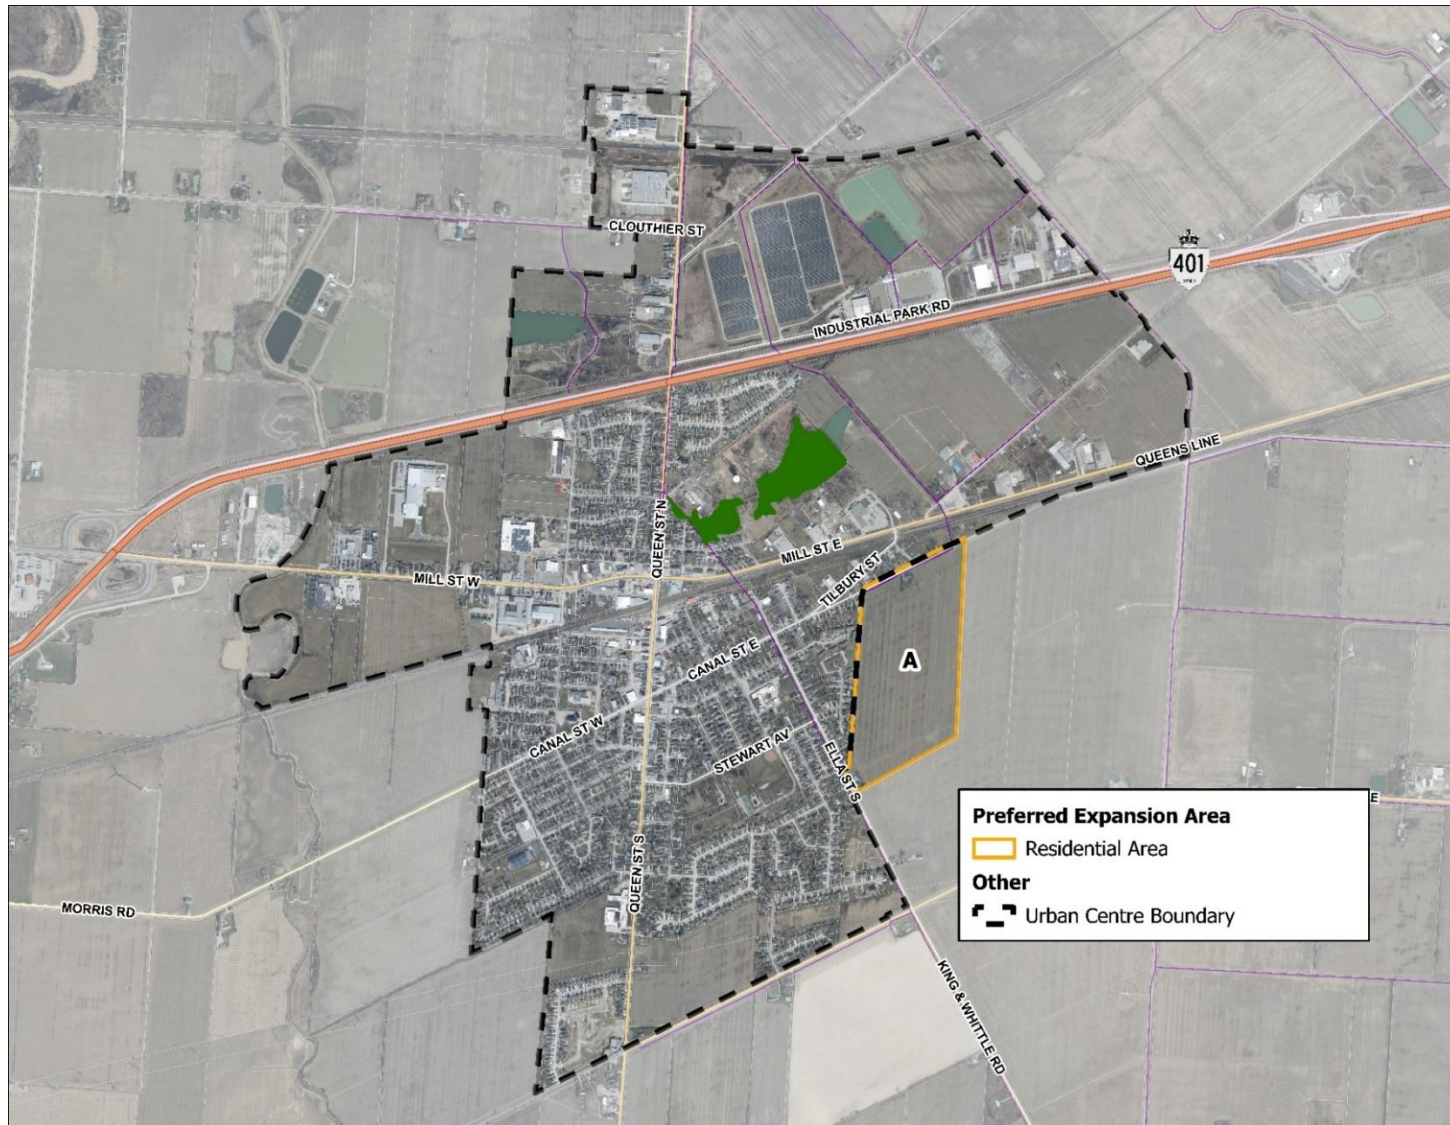 CLOUTHIER ST
401
INDUSTRIAL PARK RD
QUEENS LINE
QUEEN ST N
MILL ST E
MILL ST W
TILBURY ST
CANAL ST E
A
CANAL ST W
STEWART AV
ELLA ST S
Preferred Expansion Area
E
Residential Area
QUEEN ST S
Other
MORRIS RD
Urban Centre Boundary
KING & WHITTLE RD